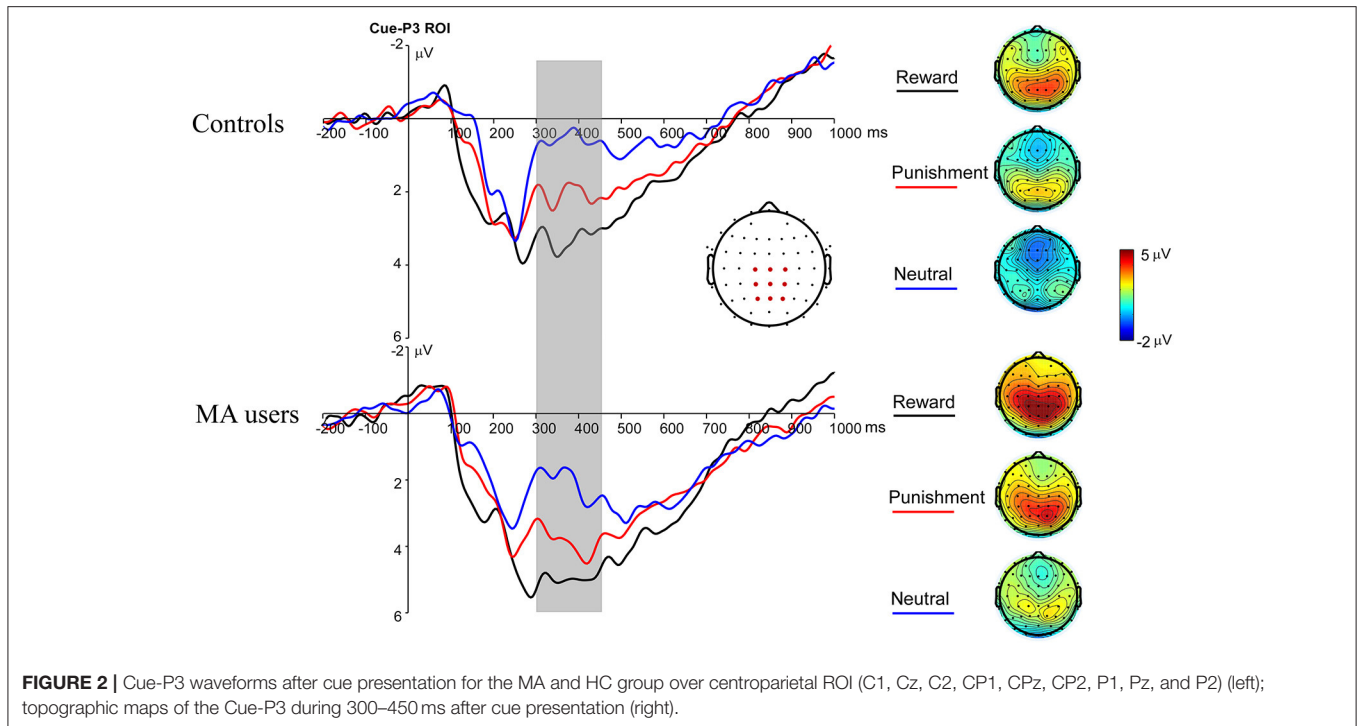 Cue-P3 ROI
-2
μV
Controls
-200 -100 100 200 300 400 500 600 700 800 900 1000 ms
2
4
6
-2
μV
MA users
-200 -100 100 200 300 400 500 600 700 800 900 1000 ms
2
4
6
Reward
Punishment
Neutral
5 μV
-2 μV
Reward
Punishment
Neutral
FIGURE 2 | Cue-P3 waveforms after cue presentation for the MA and HC group over centroparietal ROI (C1, Cz, C2, CP1, CPz, CP2, P1, Pz, and P2) (left);
topographic maps of the Cue-P3 during 300–450 ms after cue presentation (right).